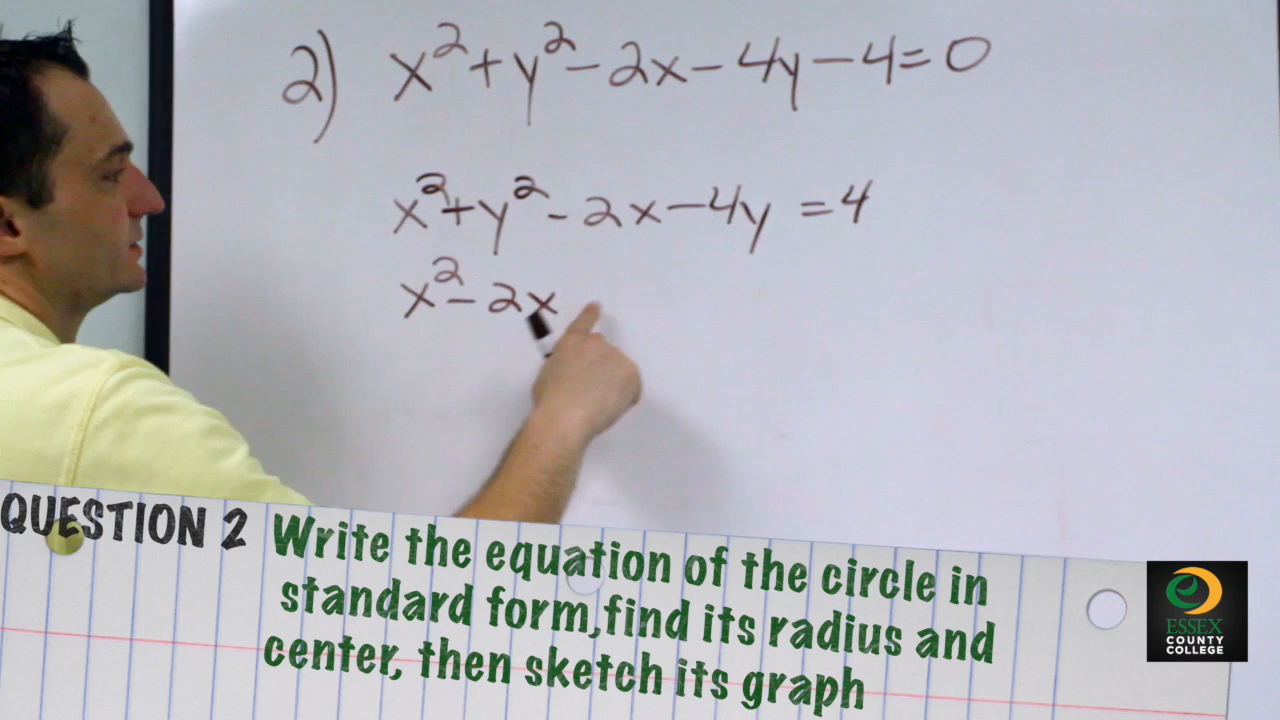 2) x² + y² - 2x - 4y - 4 = 0
x² + y² - 2x - 4y = 4
x² - 2x
QUESTION 2 Write the equation of the circle in
standard form,find its radius and
center, then sketch its graph
ESSEX
COUNTY
COLLEGE